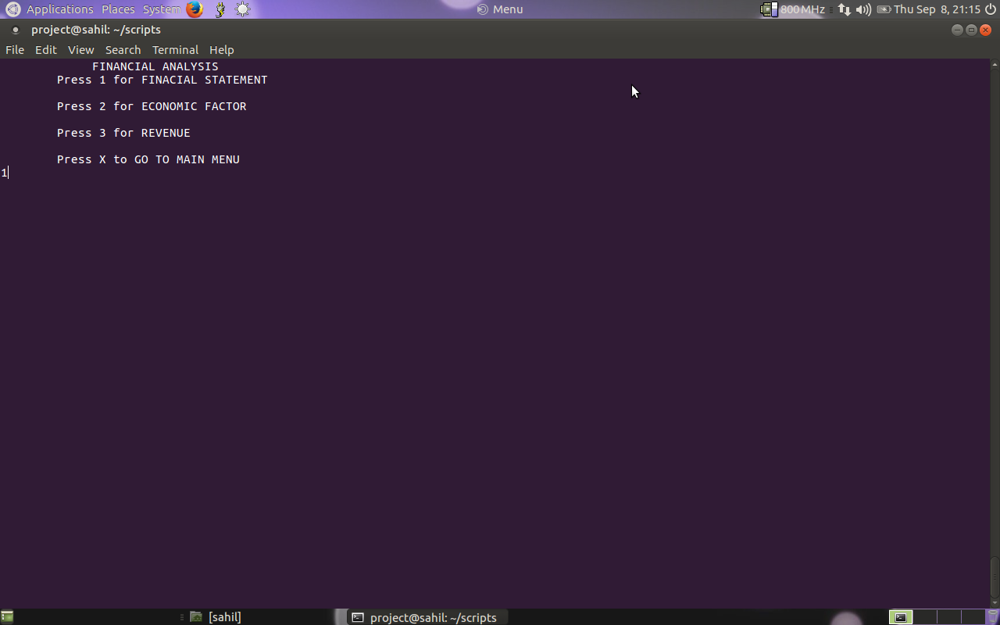 Applications Places System Menu 800 MHz Thu Sep 8, 21:15
project@sahil: ~/scripts
File Edit View Search Terminal Help
FINANCIAL ANALYSIS
Press 1 for FINACIAL STATEMENT
Press 2 for ECONOMIC FACTOR
Press 3 for REVENUE
Press X to GO TO MAIN MENU
1
[sahil] project@sahil: ~/scripts